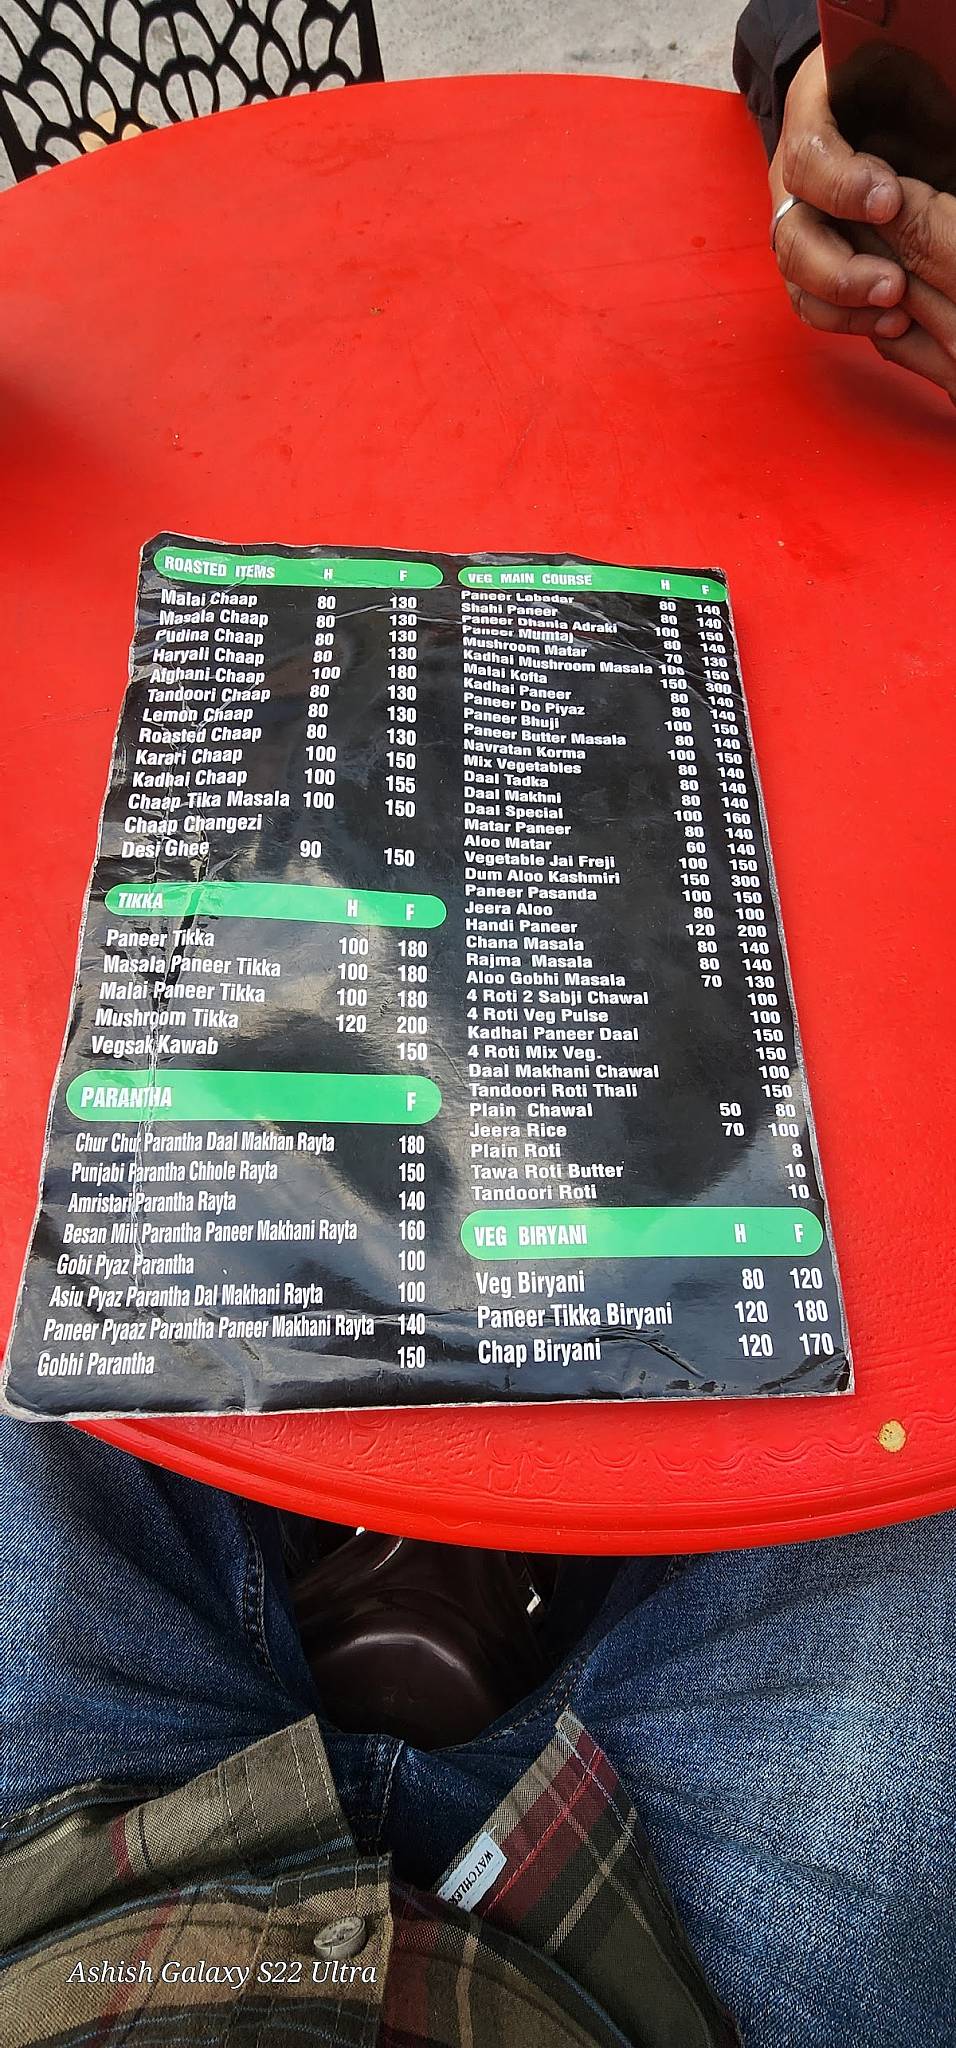 ROASTED ITEMS H F
Malai Chaap 80 130
Masala Chaap 80 130
Pudina Chaap 80 130
Haryali Chaap 80 130
Afghani Chaap 100 180
Tandoori Chaap 80 130
Lemon Chaap 80 130
Roasted Chaap 80 130
Karari Chaap 100 150
Kadhai Chaap 100 155
Chaap Tika Masala 100 150
Chaap Changezi
Desi Ghee 90 150
TIKKA H F
Paneer Tikka 100 180
Masala Paneer Tikka 100 180
Malai Paneer Tikka 100 180
Mushroom Tikka 120 200
Vegsak Kawab 150
PARANTHA F
Chur Chur Parantha Daal Makhan Rayta 180
Punjabi Parantha Chhole Rayta 150
Amristari Parantha Rayta 140
Besan Mili Parantha Paneer Makhani Rayta 160
Gobi Pyaz Parantha 100
Aslu Pyaz Parantha Dal Makhani Rayta 100
Paneer Pyaaz Parantha Paneer Makhani Rayta 140
Gobhi Parantha 150
VEG MAIN COURSE H F
Paneer Labadar 80 140
Shahi Paneer 80 140
Paneer Dhania Adraki 100 150
Paneer Mumtaj 80 140
Mushroom Matar 70 130
Kadhai Mushroom Masala 100 150
Malai Kofta 150 300
Kadhai Paneer 80 140
Paneer Do Piyaz 80 140
Paneer Bhuji 100 150
Paneer Butter Masala 80 140
Navratan Korma 100 150
Mix Vegetables 80 140
Daal Tadka 80 140
Daal Makhni 80 140
Daal Special 100 160
Matar Paneer 80 140
Aloo Matar 60 140
Vegetable Jai Freji 100 150
Dum Aloo Kashmiri 150 300
Paneer Pasanda 100 150
Jeera Aloo 80 100
Handi Paneer 120 200
Chana Masala 80 140
Rajma Masala 80 140
Aloo Gobhi Masala 70 130
4 Roti 2 Sabji Chawal 100
4 Roti Veg Pulse 100
Kadhai Paneer Daal 150
4 Roti Mix Veg. 150
Daal Makhani Chawal 100
Tandoori Roti Thali 150
Plain Chawal 50 80
Jeera Rice 70 100
Plain Roti 8
Tawa Roti Butter 10
Tandoori Roti 10
VEG BIRYANI H F
Veg Biryani 80 120
Paneer Tikka Biryani 120 180
Chap Biryani 120 170
Ashish Galaxy S22 Ultra